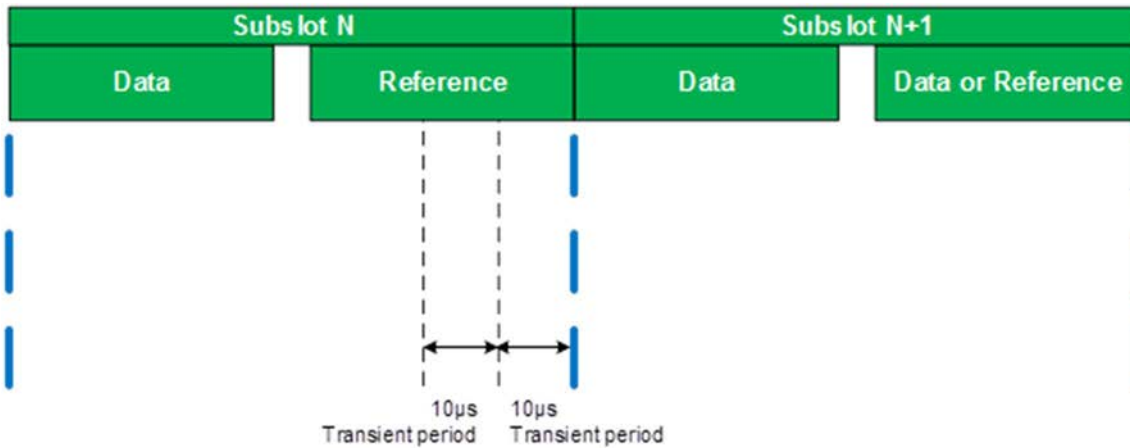 Subslot N
Subslot N+1
Data
Reference
Data
Data or Reference
10µs
Transient period
10µs
Transient period